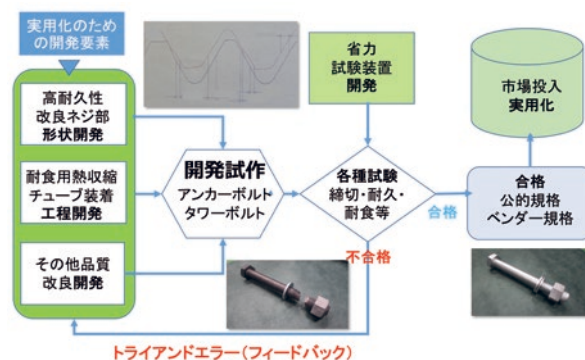 実用化のため
の開発要素
高耐久性
改良ネジ部
形状開発
耐食用熱収縮
チューブ装着
工程開発
その他品質
改良開発
開発試作
アンカーボルト
タワーボルト
省力
試験装置
開発
各種試験
締切・耐久・
耐食等
合格
不合格
市場投入
実用化
合格
公的規格
ベンダー規格
トライアンドエラー（フィードバック）